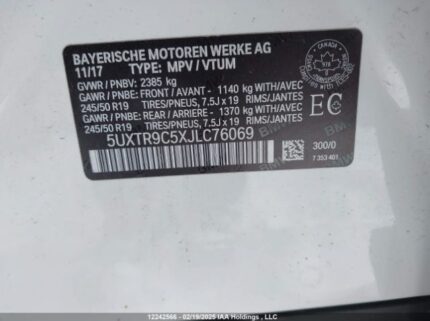 BAYERISCHE MOTOREN WERKE AG
11/17 TYPE: MPV / VTUM
GVWR / PNBV: 2385 kg
GAWR / PNBE: FRONT / AVANT - 1140 kg WITH/AVEC
245/50 R19 TIRES/PNEUS, 7.5J x 19 RIMS/JANTES
GAWR / PNBE: REAR / ARRIERE - 1370 kg WITH/AVEC
245/50 R19 TIRES/PNEUS, 7.5J x 19 RIMS/JANTES
5UXTR9C5XJLC76069
CANADA
EC
300/0
7 353 401
12242566 - 02/19/2025 IAA Holdings, LLC. Copyright